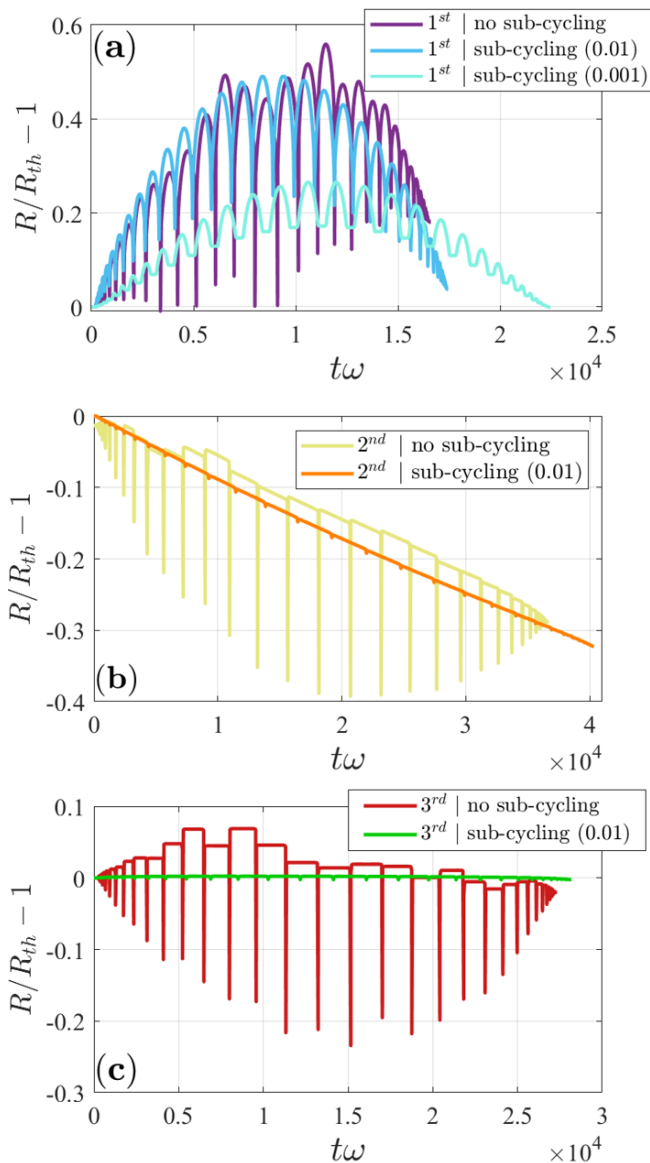 (a)
1st | no sub-cycling
1st | sub-cycling (0.01)
1st | sub-cycling (0.001)
R/Rth − 1
0.6
0.4
0.2
0
0 0.5 1 1.5 2 2.5
tω
×10^4
2nd | no sub-cycling
2nd | sub-cycling (0.01)
R/Rth − 1
0
-0.1
-0.2
-0.3
-0.4
(b)
0 1 2 3 4
tω
×10^4
3rd | no sub-cycling
3rd | sub-cycling (0.01)
R/Rth − 1
0.1
0
-0.1
-0.2
-0.3
(c)
0 0.5 1 1.5 2 2.5 3
tω
×10^4